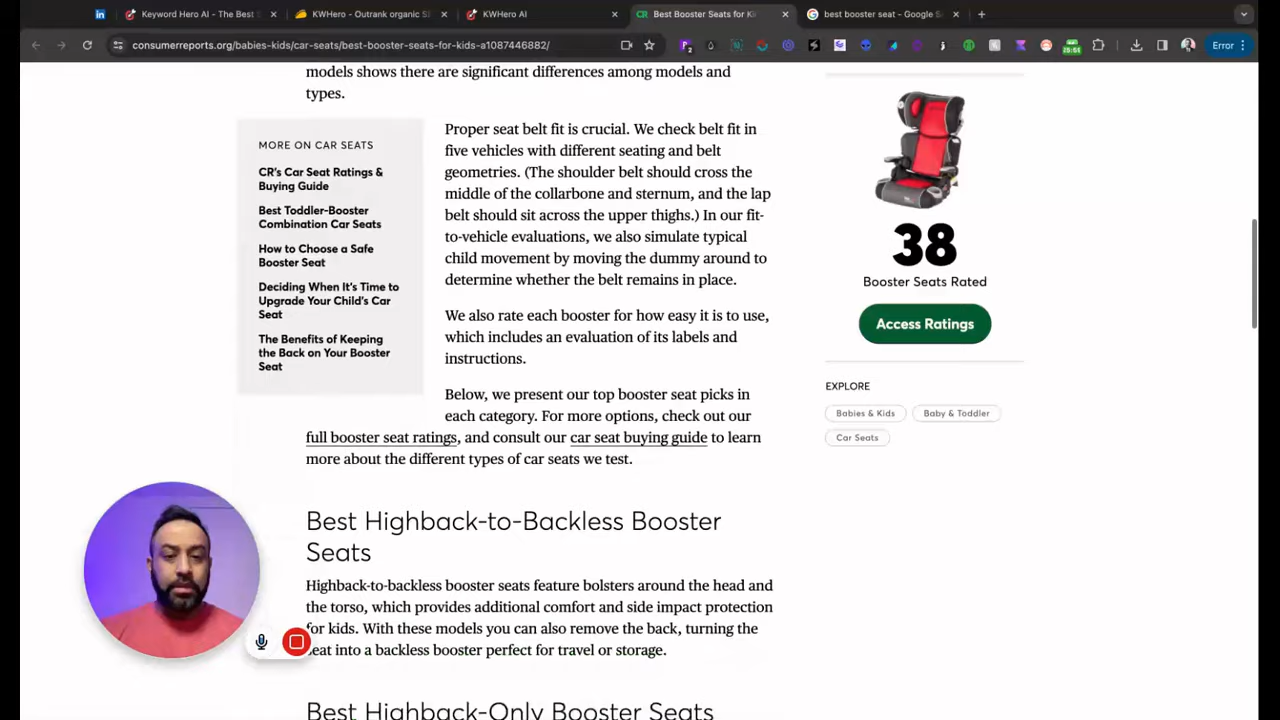 Keyword Hero AI - The Best S
KWHero - Outrank organic SE
KWHero AI
CR Best Booster Seats for Ki
best booster seat - Google S
consumerreports.org/babies-kids/car-seats/best-booster-seats-for-kids-a1087446882/
Error
models shows there are significant differences among models and
types.
MORE ON CAR SEATS
CR's Car Seat Ratings &
Buying Guide
Best Toddler-Booster
Combination Car Seats
How to Choose a Safe
Booster Seat
Deciding When It's Time to
Upgrade Your Child's Car
Seat
The Benefits of Keeping
the Back on Your Booster
Seat
Proper seat belt fit is crucial. We check belt fit in
five vehicles with different seating and belt
geometries. (The shoulder belt should cross the
middle of the collarbone and sternum, and the lap
belt should sit across the upper thighs.) In our fit-
to-vehicle evaluations, we also simulate typical
child movement by moving the dummy around to
determine whether the belt remains in place.
We also rate each booster for how easy it is to use,
which includes an evaluation of its labels and
instructions.
Below, we present our top booster seat picks in
each category. For more options, check out our
full booster seat ratings, and consult our car seat buying guide to learn
more about the different types of car seats we test.
Best Highback-to-Backless Booster
Seats
Highback-to-backless booster seats feature bolsters around the head and
the torso, which provides additional comfort and side impact protection
for kids. With these models you can also remove the back, turning the
seat into a backless booster perfect for travel or storage.
Best Highback-Only Booster Seats
38
Booster Seats Rated
Access Ratings
EXPLORE
Babies & Kids
Baby & Toddler
Car Seats